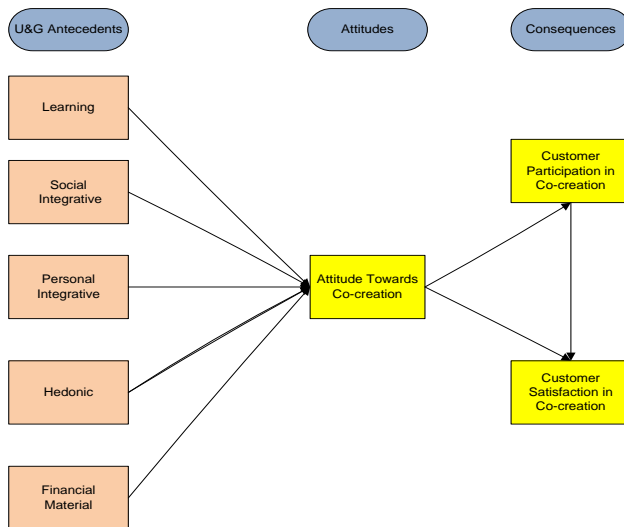 U&G Antecedents
Attitudes
Consequences
Learning
Social
Integrative
Personal
Integrative
Hedonic
Financial
Material
Attitude Towards
Co-creation
Customer
Participation in
Co-creation
Customer
Satisfaction in
Co-creation